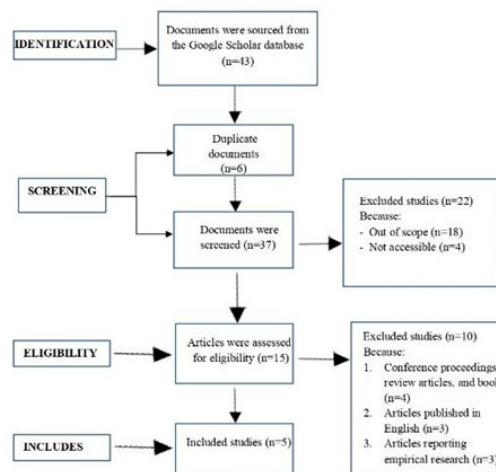 IDENTIFICATION
Documents were sourced from
the Google Scholar database
(n=43)
SCREENING
Duplicate
documents
(n=6)
Documents were
screened (n=37)
Excluded studies (n=22)
Because:
- Out of scope (n=18)
- Not accessible (n=4)
ELIGIBILITY
Articles were assessed
for eligibility (n=15)
Excluded studies (n=10)
Because:
1. Conference proceedings
review articles, and book
(n=4)
2. Articles published in
English (n=3)
3. Articles reporting
empirical research (n=3)
INCLUDES
Included studies (n=5)